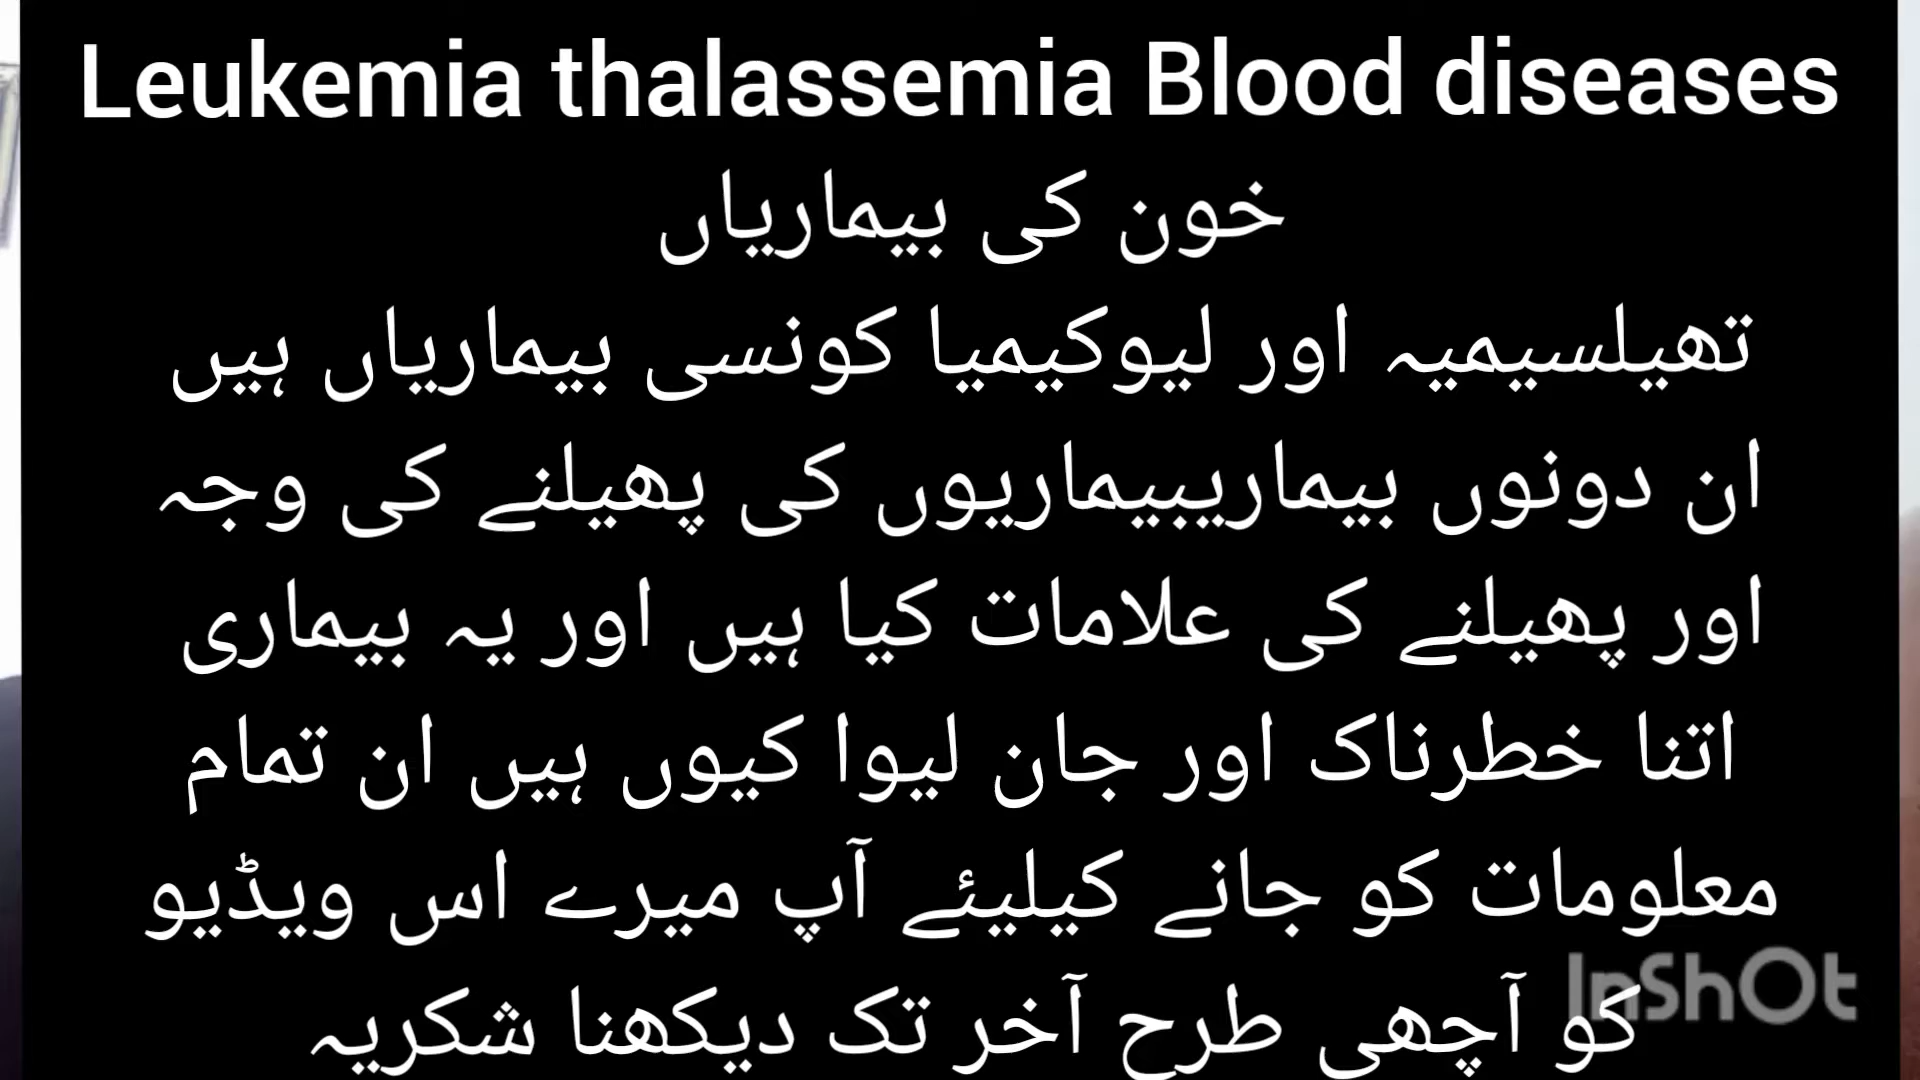 Leukemia thalassemia Blood diseases
خون کی بیماریاں
تھیلسیمیہ اور لیوکیمیا کونسی بیماریاں ہیں
ان دونوں بیماریبیماریوں کی پھیلنے کی وجہ
اور پھیلنے کی علامات کیا ہیں اور یہ بیماری
اتنا خطرناک اور جان لیوا کیوں ہیں ان تمام
معلومات کو جانے کیلیئے آپ میرے اس ویڈیو
کو آچھی طرح آخر تک دیکھنا شکریہ
InShOt